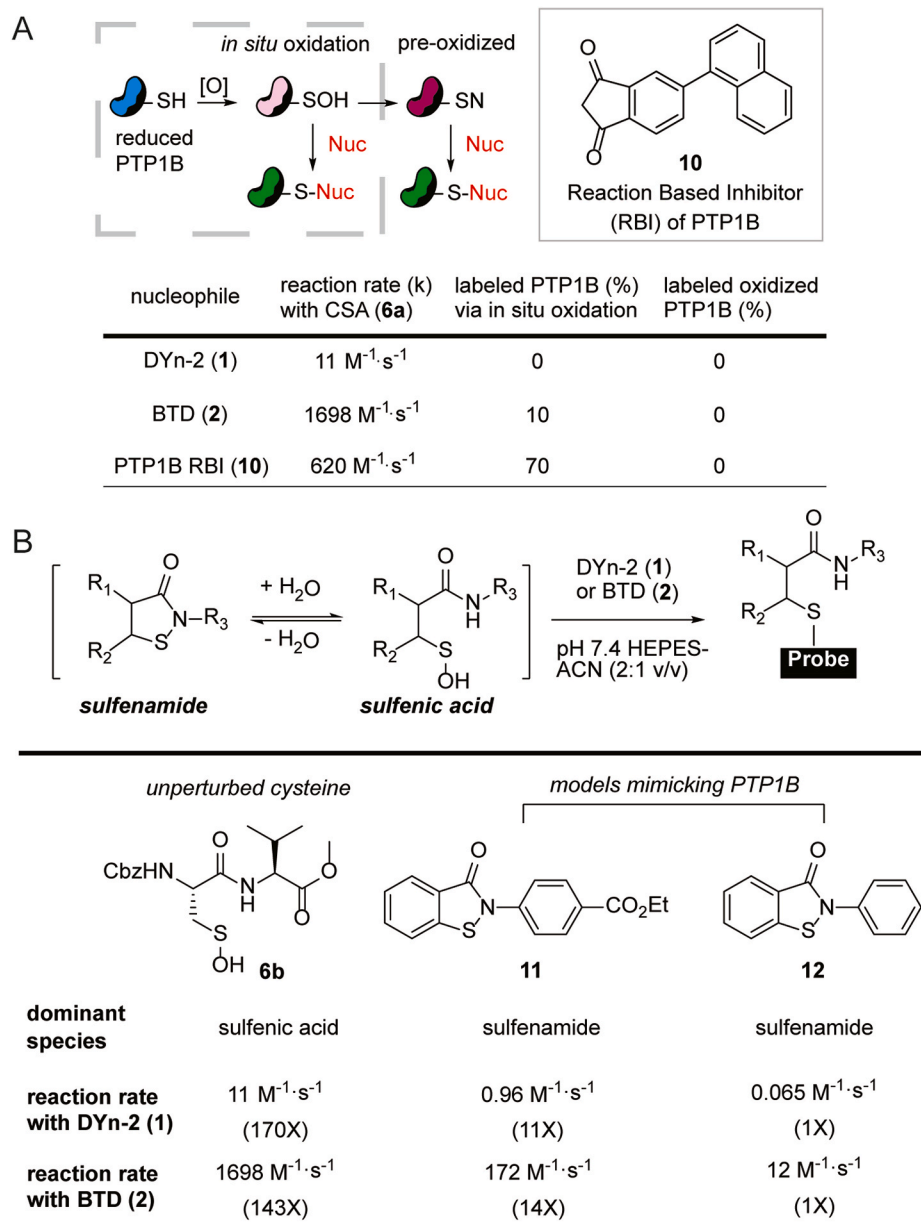 A
in situ oxidation
pre-oxidized
[O]
SH
SOH
SN
reduced
PTP1B
Nuc
Nuc
S-Nuc
S-Nuc
O
O
10
Reaction Based Inhibitor
(RBI) of PTP1B
nucleophile
reaction rate (k)
with CSA (6a)
labeled PTP1B (%)
via in situ oxidation
labeled oxidized
PTP1B (%)
DYn-2 (1) 11 M⁻¹·s⁻¹ 0 0
BTD (2) 1698 M⁻¹·s⁻¹ 10 0
PTP1B RBI (10) 620 M⁻¹·s⁻¹ 70 0
B
R1
O
N-R3
R2
S
sulfenamide
+ H2O
- H2O
R1
O
N
H
R3
R2
S
OH
sulfenic acid
DYn-2 (1)
or BTD (2)
pH 7.4 HEPES-
ACN (2:1 v/v)
R1
O
N
H
R3
R2
S
Probe
unperturbed cysteine
models mimicking PTP1B
CbzHN
O
N
H
O
O
S
OH
6b
O
N
S
CO2Et
11
O
N
S
12
dominant
species
sulfenic acid sulfenamide sulfenamide
reaction rate
with DYn-2 (1)
11 M⁻¹·s⁻¹ 0.96 M⁻¹·s⁻¹ 0.065 M⁻¹·s⁻¹
(170X) (11X) (1X)
reaction rate
with BTD (2)
1698 M⁻¹·s⁻¹ 172 M⁻¹·s⁻¹ 12 M⁻¹·s⁻¹
(143X) (14X) (1X)